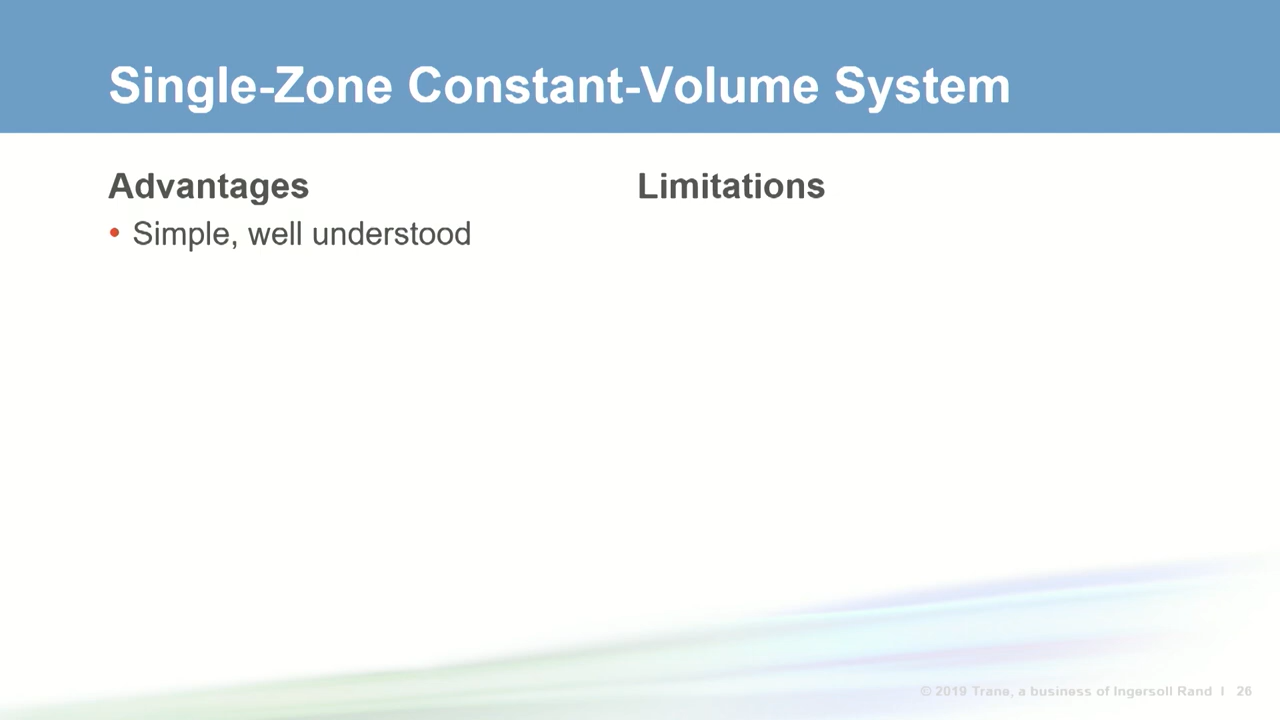 Single-Zone Constant-Volume System
Advantages
• Simple, well understood
Limitations
© 2019 Trane, a business of Ingersoll Rand I 26